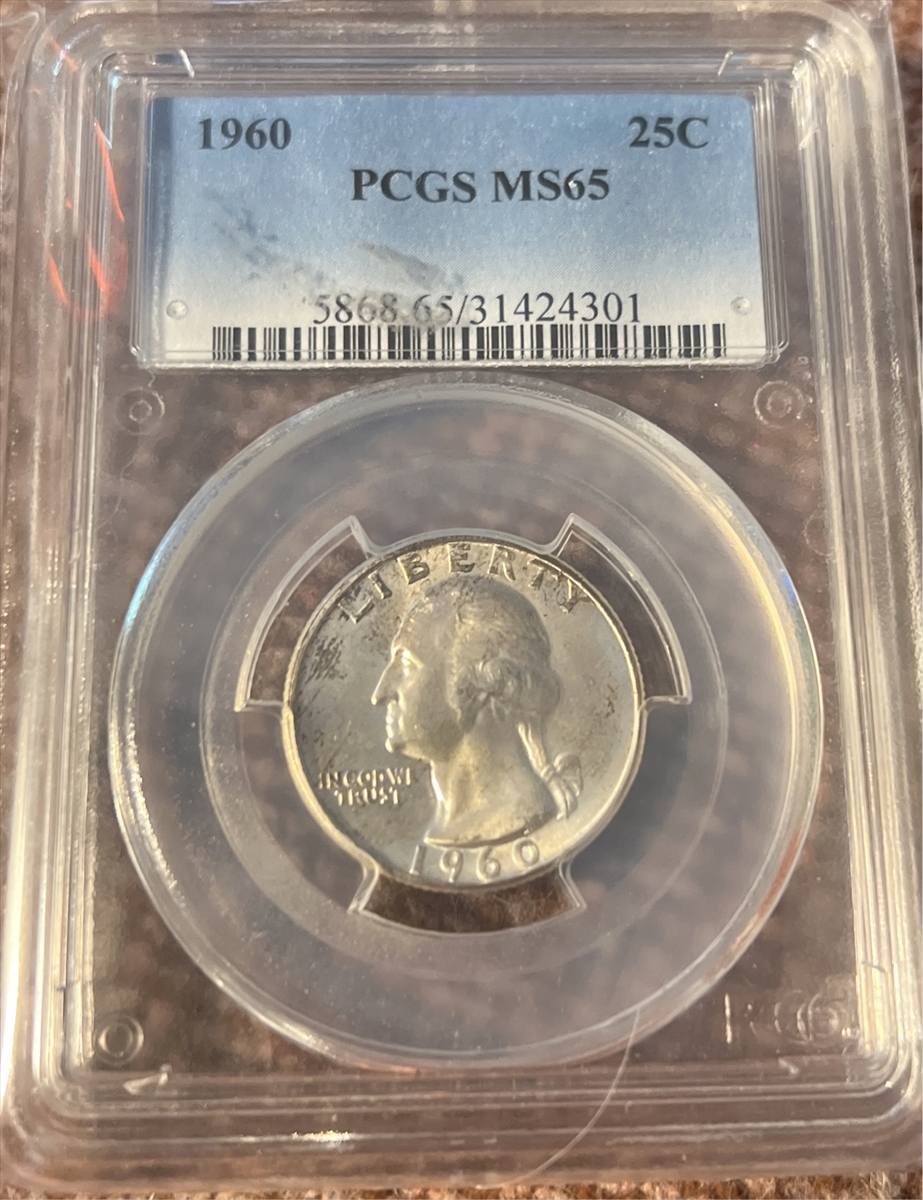 1960 25C
PCGS MS65
5868.65/31424301
LIBERTY
IN GOD WE
TRUST
1960